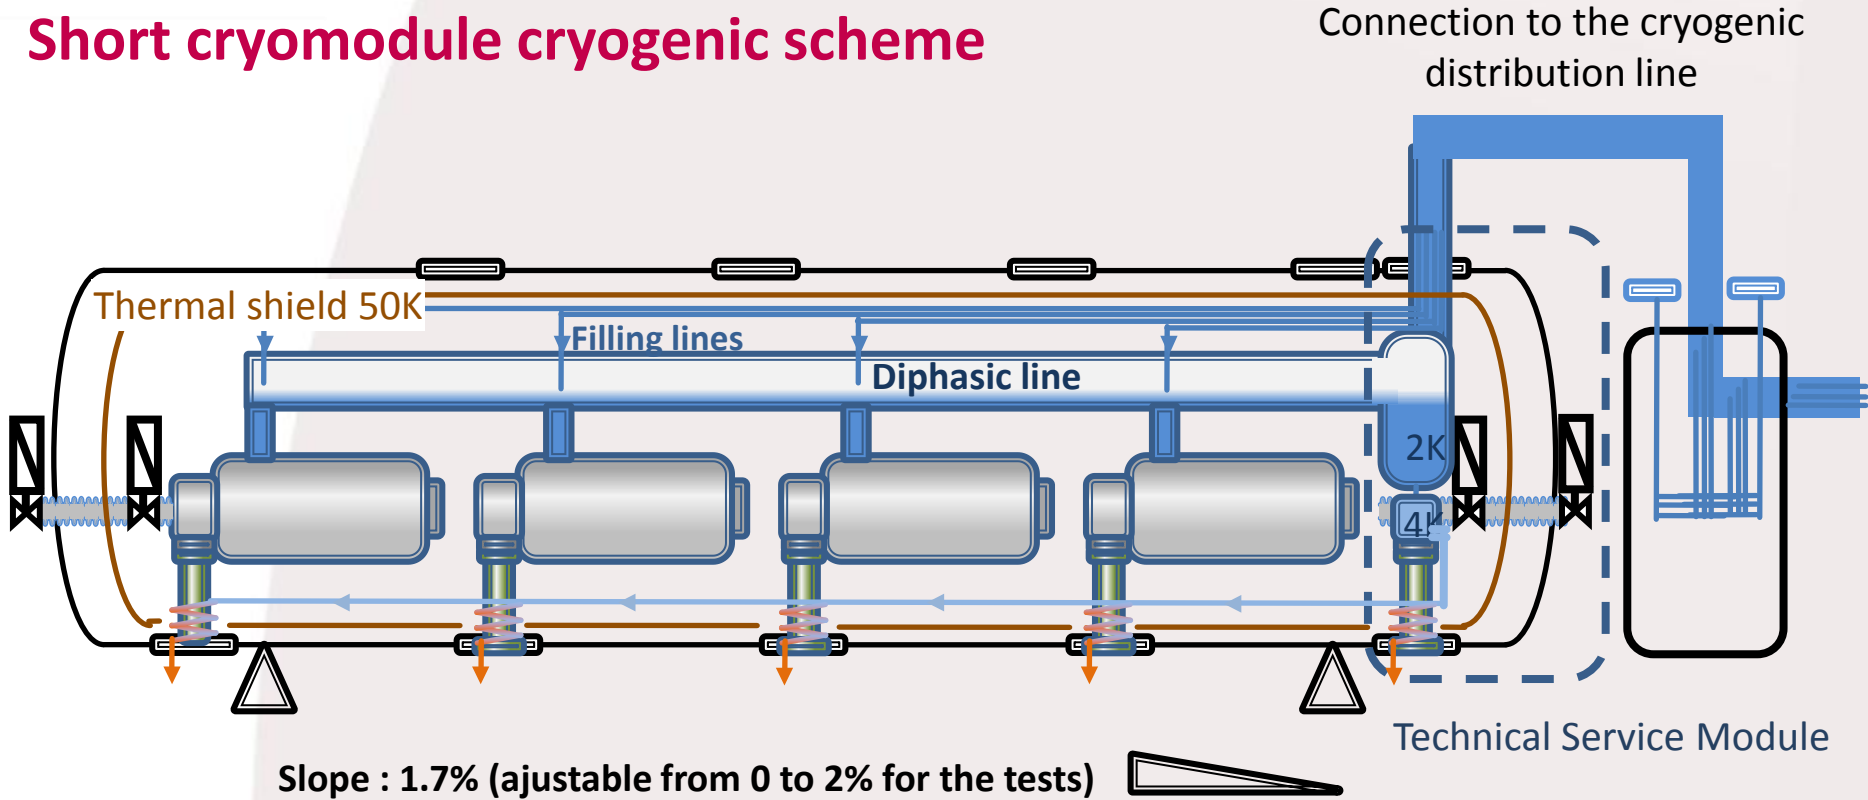 Short cryomodule cryogenic scheme
Connection to the cryogenic
distribution line
Thermal shield 50K
Filling lines
Diphasic line
2K
4K
Technical Service Module
Slope : 1.7% (ajustable from 0 to 2% for the tests)